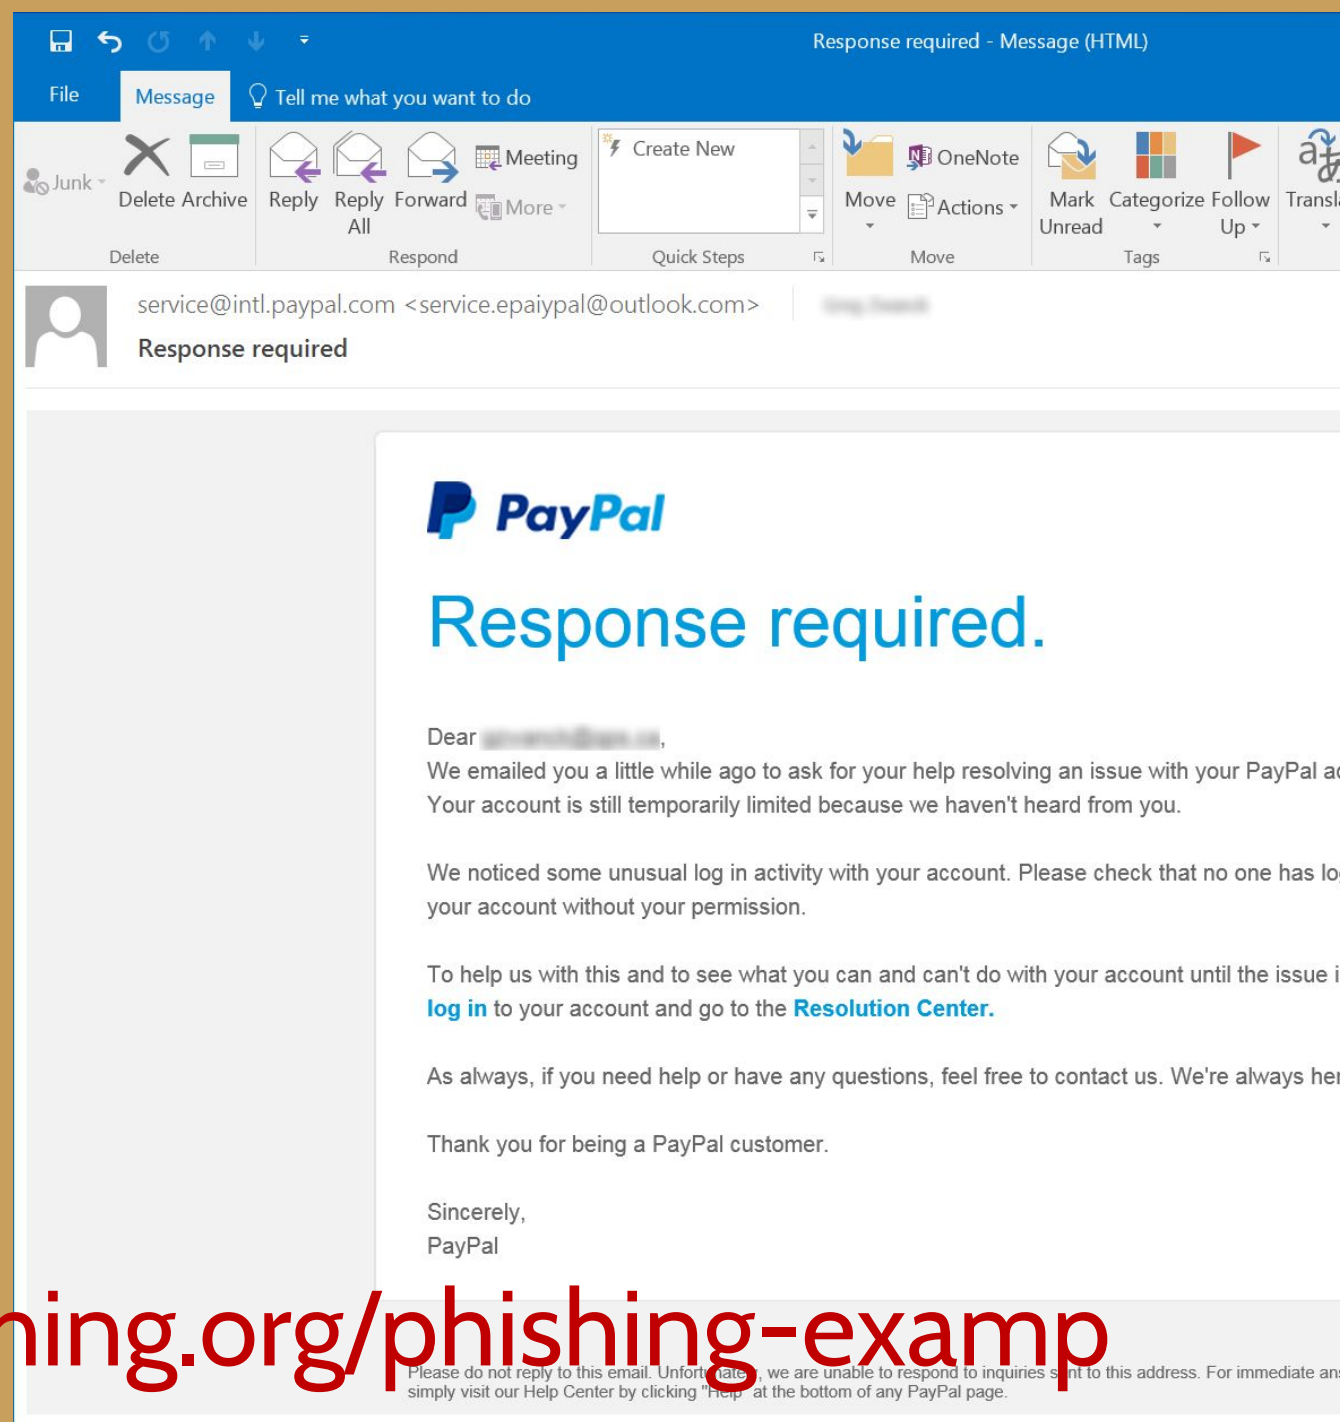 Response required - Message (HTML)
File Message Tell me what you want to do
Junk Delete Archive Reply Reply All Forward Meeting More Create New Move OneNote Actions Mark Unread Categorize Follow Up
Delete Respond Quick Steps Move Tags
service@intl.paypal.com <service.epaiypal@outlook.com>
Response required
PayPal
Response required.
Dear ,
We emailed you a little while ago to ask for your help resolving an issue with your PayPal
Your account is still temporarily limited because we haven't heard from you.
We noticed some unusual log in activity with your account. Please check that no one has
your account without your permission.
To help us with this and to see what you can and can't do with your account until the issue
log in to your account and go to the Resolution Center.
As always, if you need help or have any questions, feel free to contact us. We're always
Thank you for being a PayPal customer.
Sincerely,
PayPal
hing.org/phishing-examp
Please do not reply to this email. Unfortunately, we are unable to respond to inquiries sent to this address. For immediate
simply visit our Help Center by clicking "Help" at the bottom of any PayPal page.